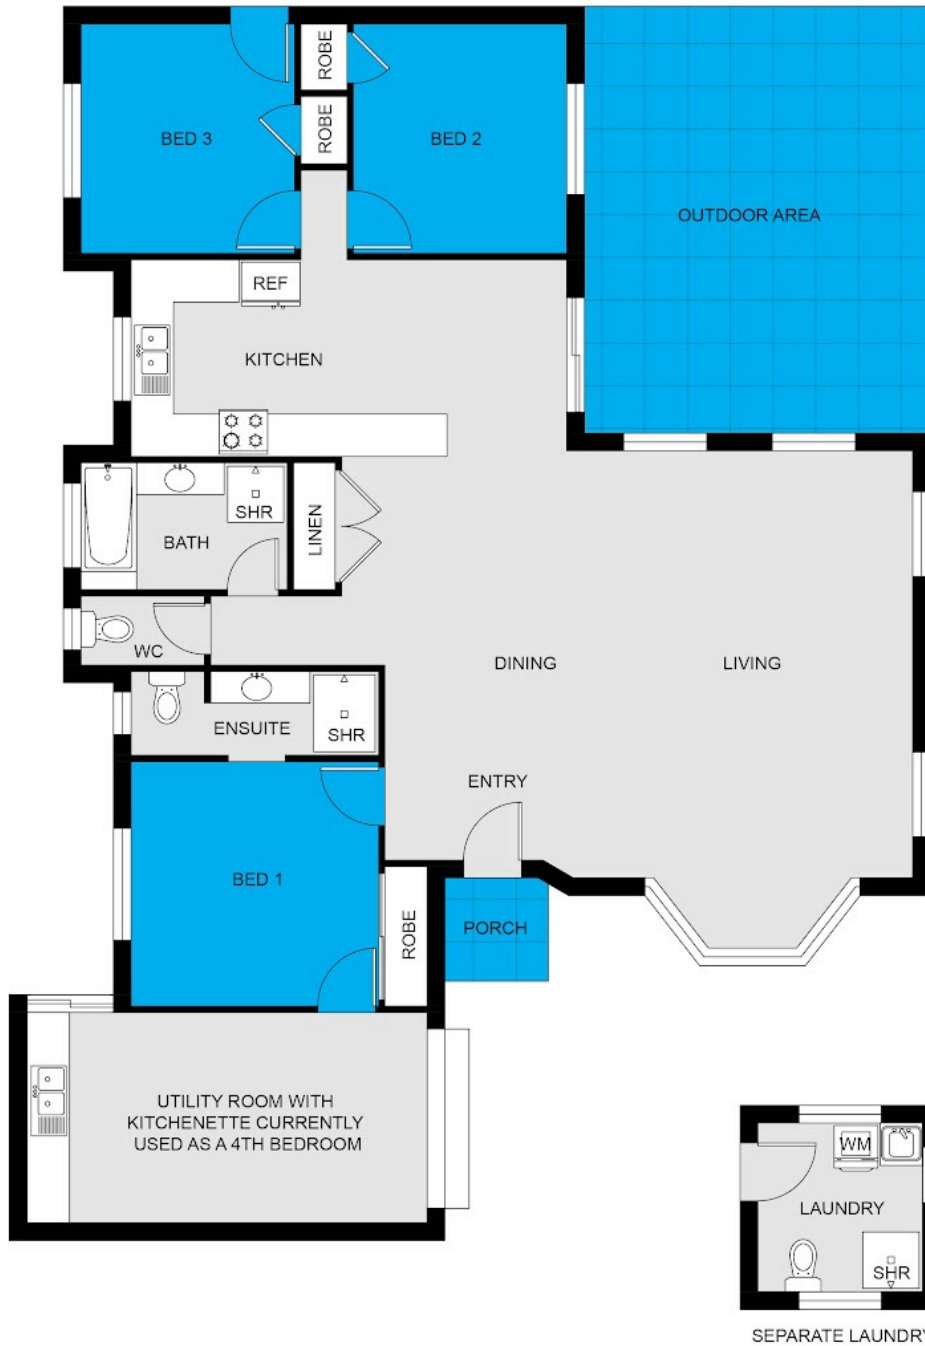 BED 3
ROBE
ROBE
BED 2
OUTDOOR AREA
REF
KITCHEN
SHR
BATH
LINEN
WC
ENSUITE
SHR
DINING
LIVING
ENTRY
BED 1
ROBE
PORCH
UTILITY ROOM WITH
KITCHENETTE CURRENTLY
USED AS A 4TH BEDROOM
WM
LAUNDRY
SHR
SEPARATE LAUNDRY